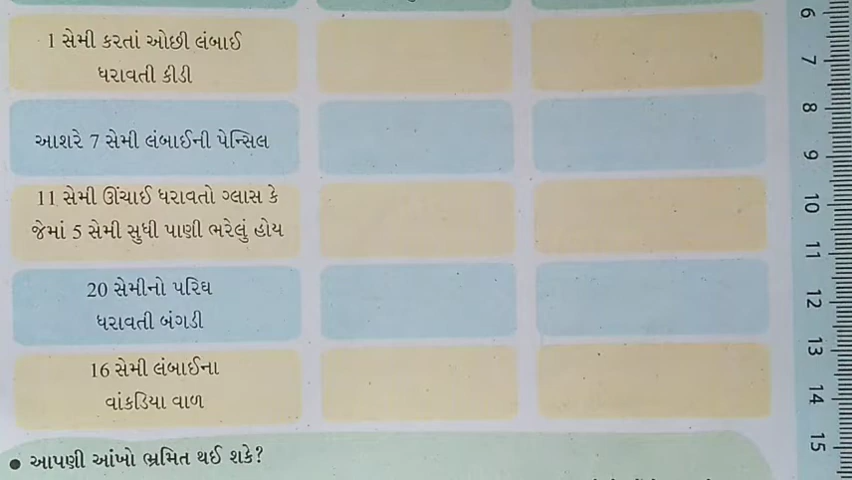 1 સેમી કરતાં ઓછી લંબાઈ
ધરાવતી કીડી
આશરે 7 સેમી લંબાઈની પેન્સિલ
11 સેમી ઊંચાઈ ધરાવતો ગ્લાસ કે
જેમાં 5 સેમી સુધી પાણી ભરેલું હોય
20 સેમીનો પરિઘ
ધરાવતી બંગડી
16 સેમી લંબાઈના
વાંકડિયા વાળ
• આપણી આંખો ભ્રમિત થઈ શકે?
6
7
8
9
10
11
12
13
14
15